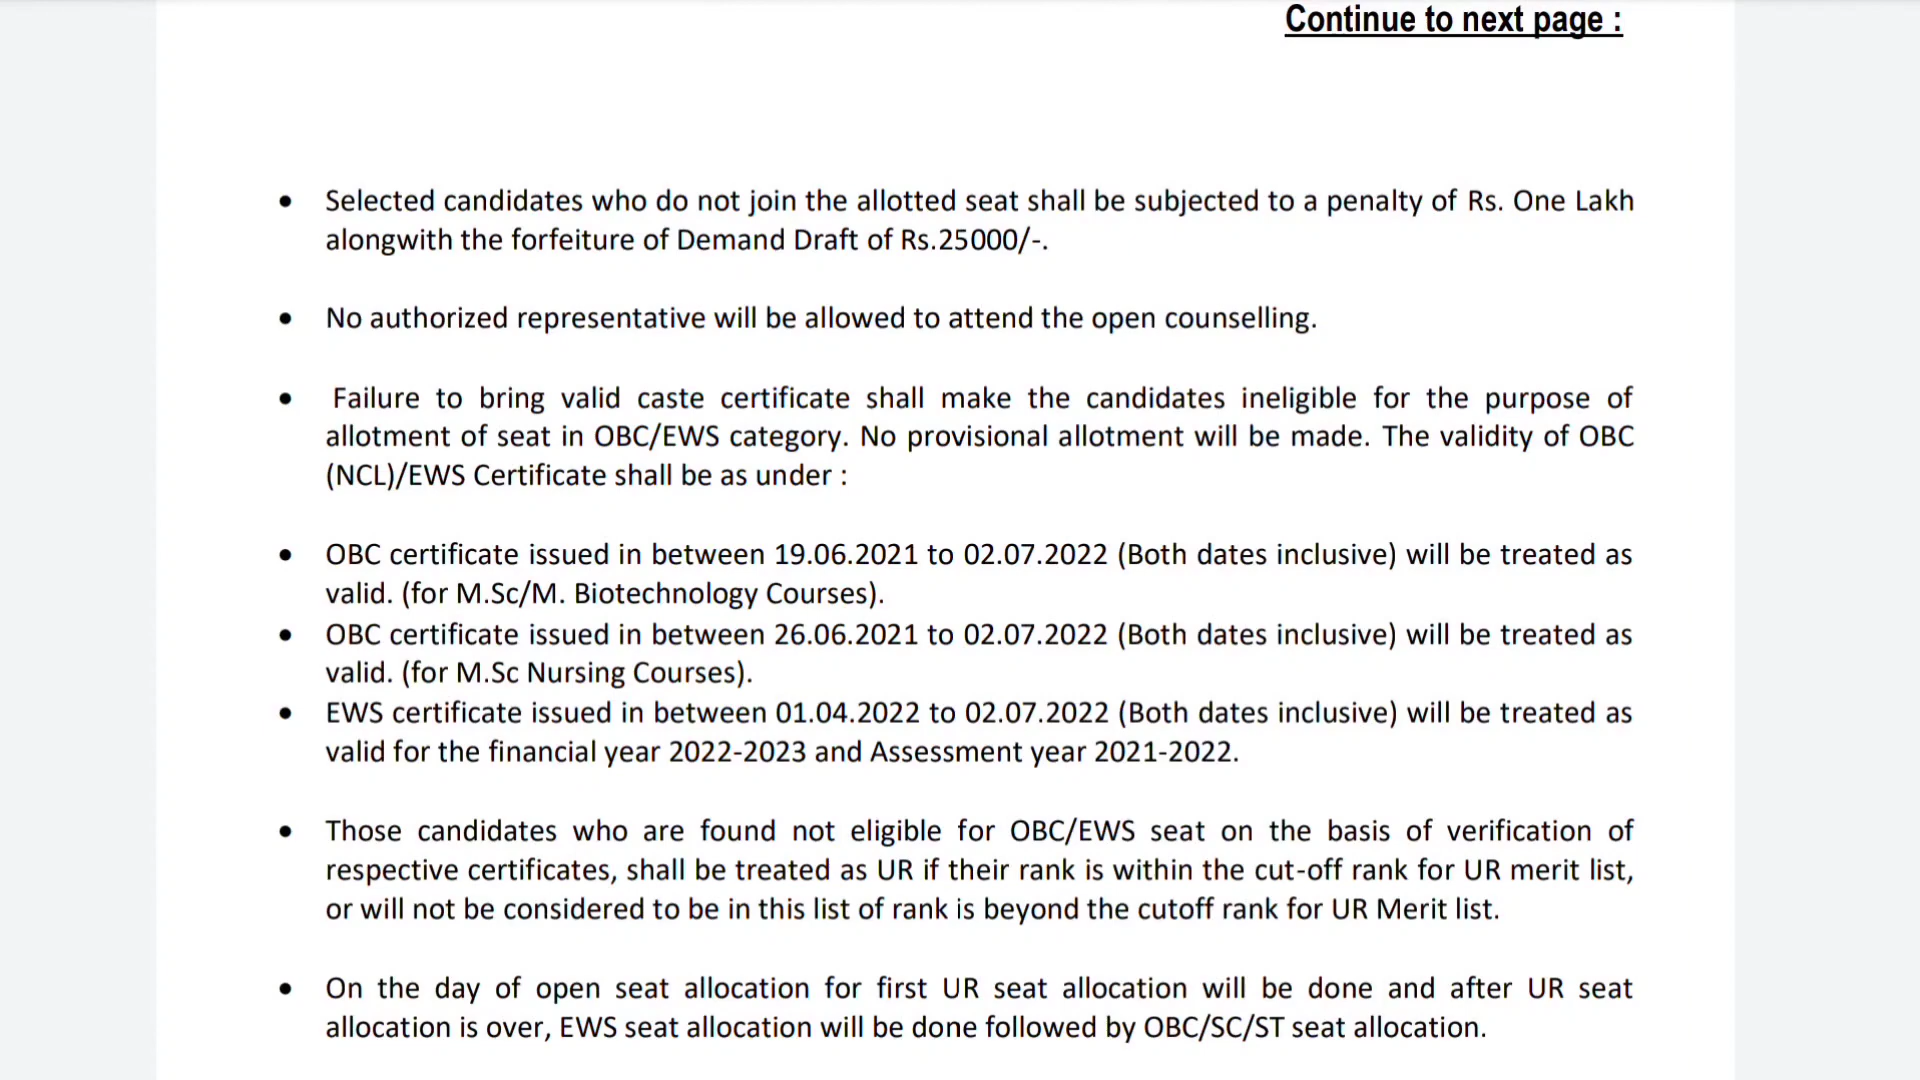 Continue to next page :
• Selected candidates who do not join the allotted seat shall be subjected to a penalty of Rs. One Lakh
alongwith the forfeiture of Demand Draft of Rs.25000/-.
• No authorized representative will be allowed to attend the open counselling.
• Failure to bring valid caste certificate shall make the candidates ineligible for the purpose of
allotment of seat in OBC/EWS category. No provisional allotment will be made. The validity of OBC
(NCL)/EWS Certificate shall be as under :
• OBC certificate issued in between 19.06.2021 to 02.07.2022 (Both dates inclusive) will be treated as
valid. (for M.Sc/M. Biotechnology Courses).
• OBC certificate issued in between 26.06.2021 to 02.07.2022 (Both dates inclusive) will be treated as
valid. (for M.Sc Nursing Courses).
• EWS certificate issued in between 01.04.2022 to 02.07.2022 (Both dates inclusive) will be treated as
valid for the financial year 2022-2023 and Assessment year 2021-2022.
• Those candidates who are found not eligible for OBC/EWS seat on the basis of verification of
respective certificates, shall be treated as UR if their rank is within the cut-off rank for UR merit list,
or will not be considered to be in this list of rank is beyond the cutoff rank for UR Merit list.
• On the day of open seat allocation for first UR seat allocation will be done and after UR seat
allocation is over, EWS seat allocation will be done followed by OBC/SC/ST seat allocation.